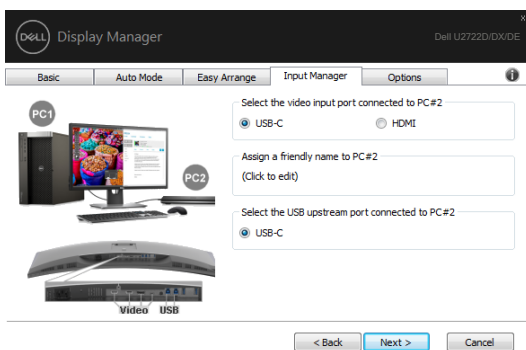 DELL Display Manager
Dell U2722D/DX/DE
Basic Auto Mode Easy Arrange Input Manager Options
Select the video input port connected to PC#2
USB-C HDMI
Assign a friendly name to PC#2
(Click to edit)
Select the USB upstream port connected to PC#2
USB-C
PC1
PC2
Video USB
< Back Next > Cancel